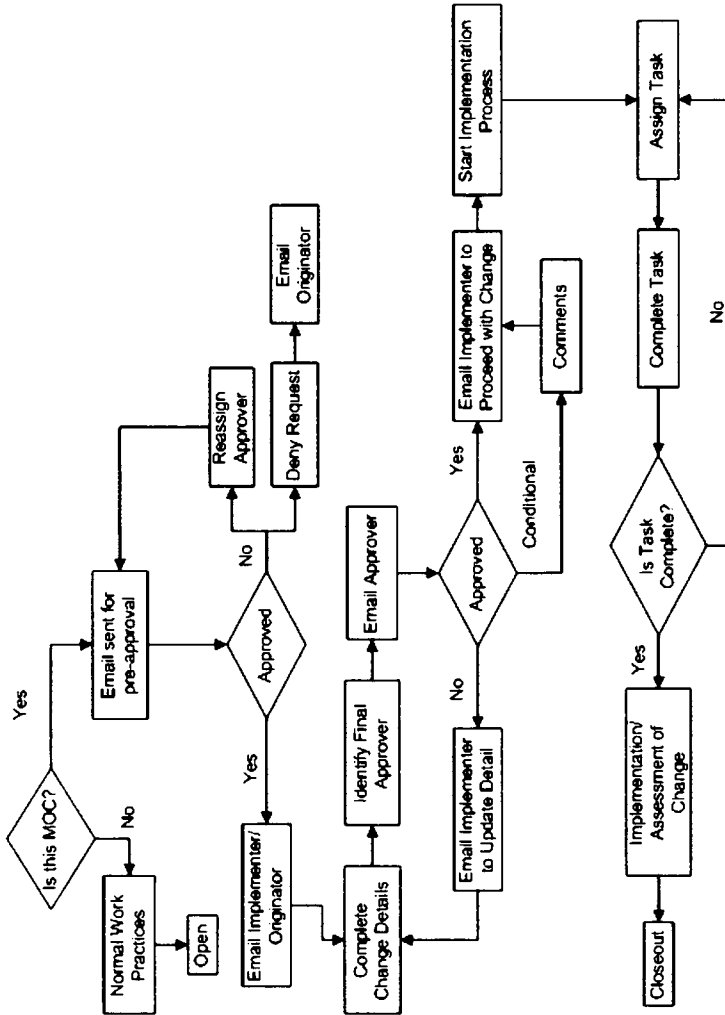 Is this MOC?
Yes
No
Normal Work
Practices
Open
Email sent for
pre-approval
Reassign
Approver
Approved
No
Yes
Deny Request
Email
Originator
Email Implementer/
Originator
Complete
Change Details
Identify Final
Approver
Email Approver
Approved
Yes
No
Conditional
Email Implementer
to Update Detail
Comments
Email Implementer to
Proceed with Change
Start Implementation
Process
Assign Task
Complete Task
Is Task
Complete?
No
Yes
Implementation/
Assessment of
Change
Closeout